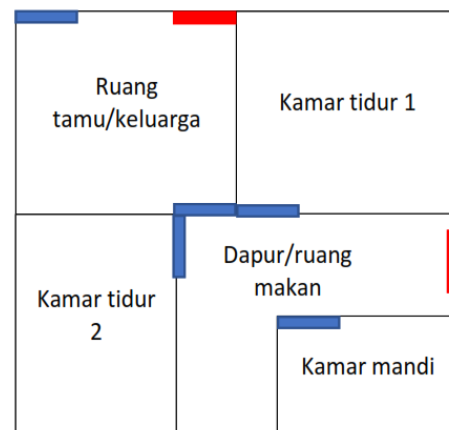 Ruang
tamu/keluarga
Kamar tidur 1
Dapur/ruang
makan
Kamar tidur
2
Kamar mandi